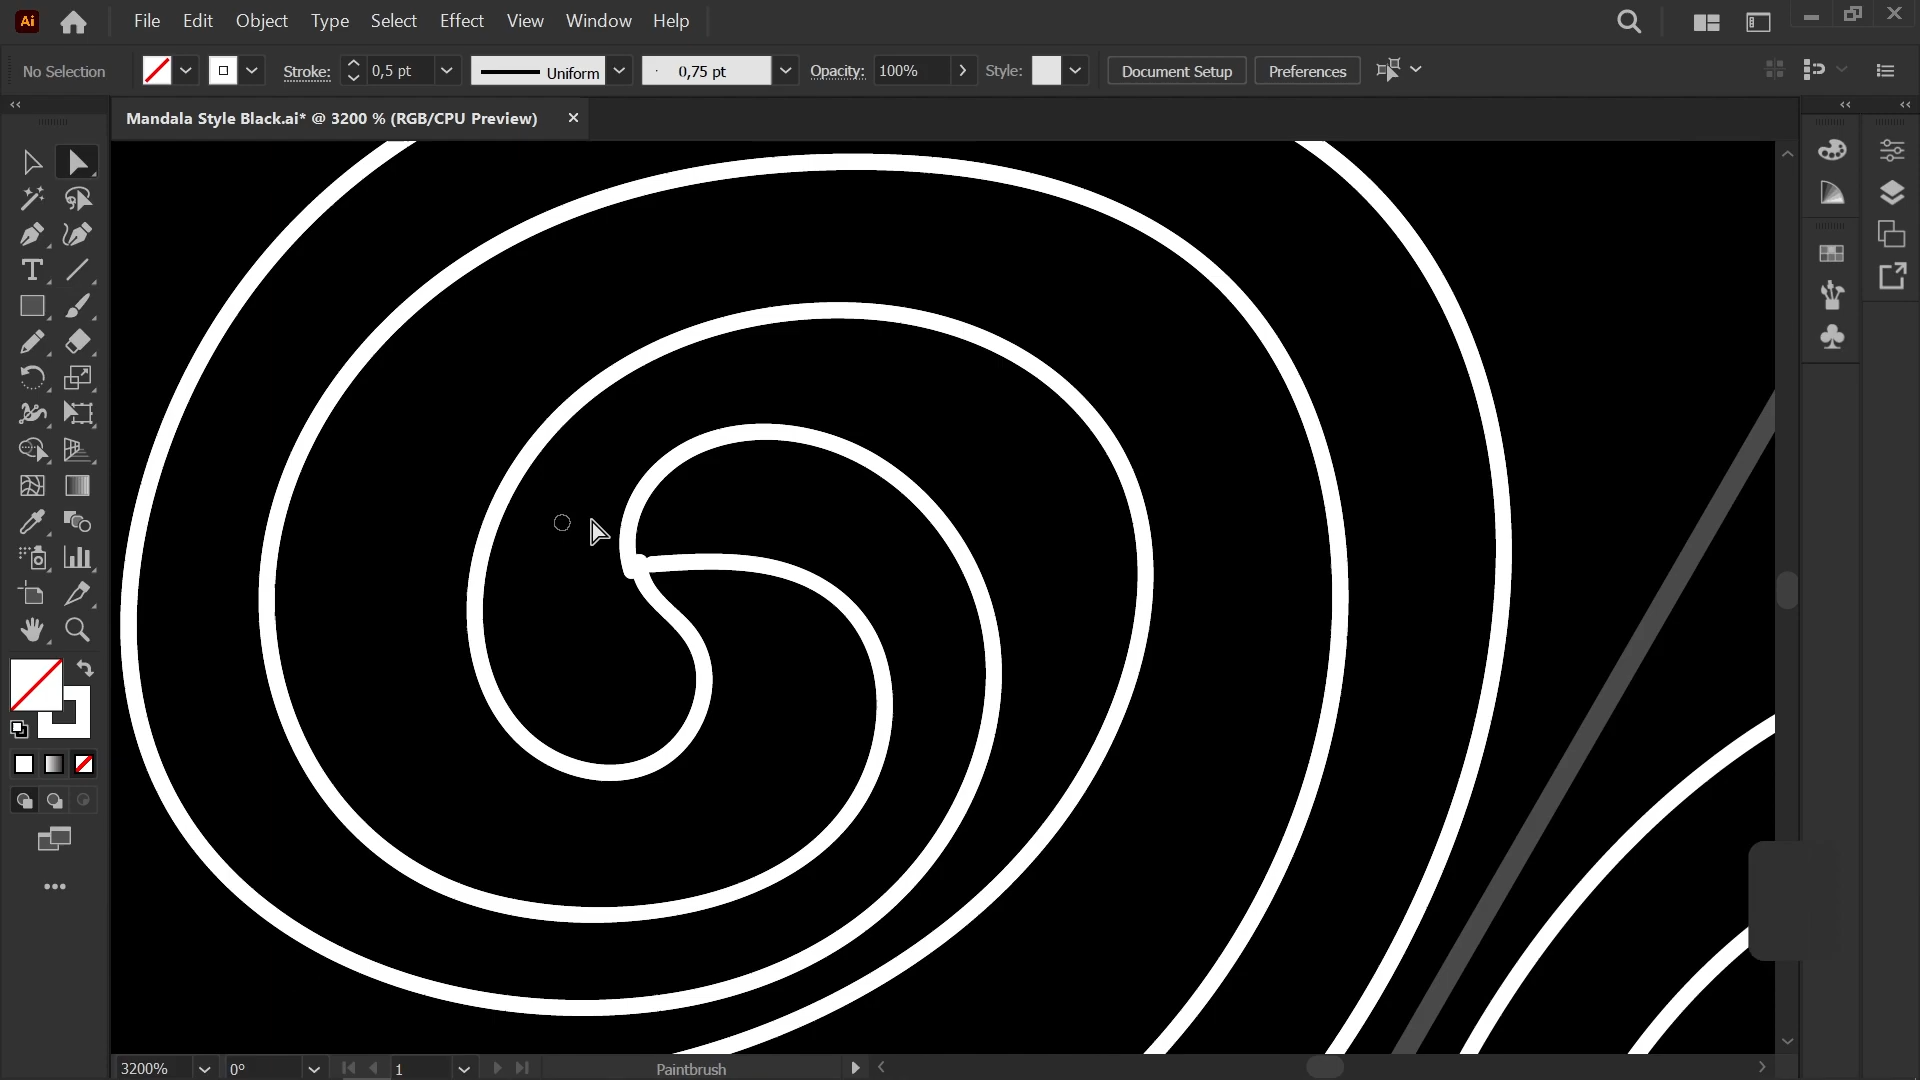 Ai File Edit Object Type Select Effect View Window Help
No Selection Stroke: 0,5 pt Uniform 0,75 pt Opacity: 100% Style: Document Setup Preferences
Mandala Style Black.ai* @ 3200 % (RGB/CPU Preview)
3200% 0° 1 Paintbrush